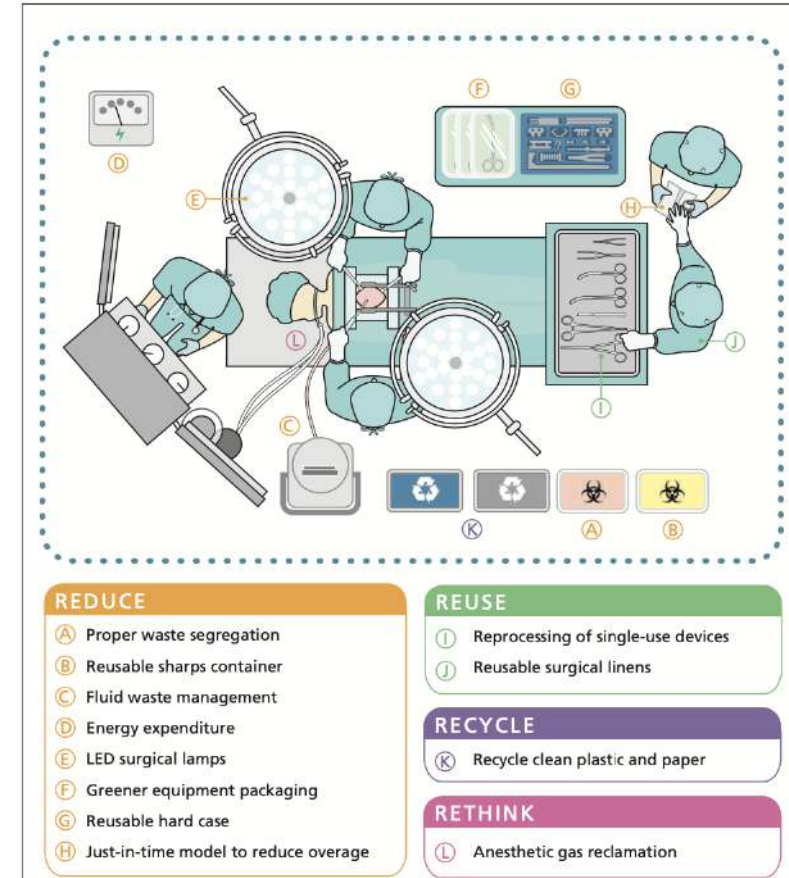 F
G
D
E
H
L
J
I
C
K
A
B
REDUCE
A Proper waste segregation
B Reusable sharps container
C Fluid waste management
D Energy expenditure
E LED surgical lamps
F Greener equipment packaging
G Reusable hard case
H Just-in-time model to reduce overage
REUSE
I Reprocessing of single-use devices
J Reusable surgical linens
RECYCLE
K Recycle clean plastic and paper
RETHINK
L Anesthetic gas reclamation